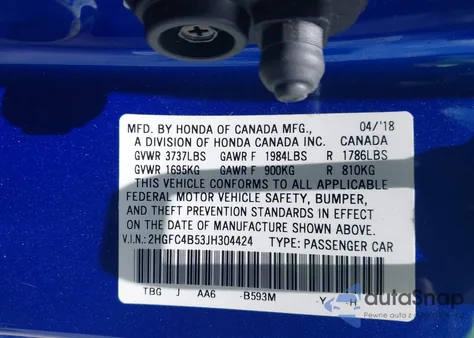 MFD. BY HONDA OF CANADA MFG., 04/'18
A DIVISION OF HONDA CANADA INC. CANADA
GVWR 3737LBS GAWR F 1984LBS R 1786LBS
GVWR 1695KG GAWR F 900KG R 810KG
THIS VEHICLE CONFORMS TO ALL APPLICABLE
FEDERAL MOTOR VEHICLE SAFETY, BUMPER,
AND THEFT PREVENTION STANDARDS IN EFFECT
ON THE DATE OF MANUFACTURE SHOWN ABOVE.
V.I.N.: 2HGFC4B53JH304424 TYPE: PASSENGER CAR
TBG J AA6 -B593M -Y -H
autoSnap
Pewne auto z